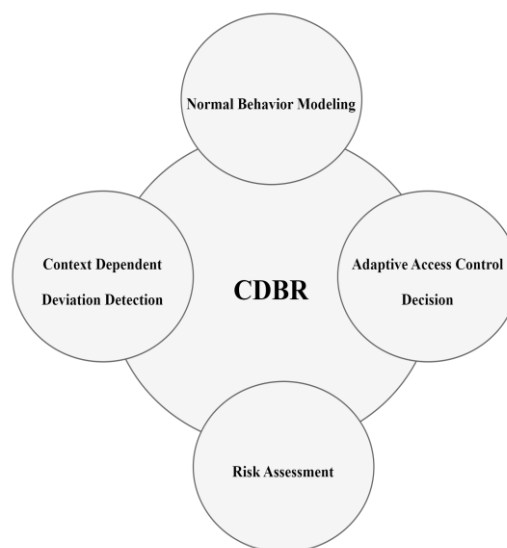 Normal Behavior Modeling
Context Dependent
Deviation Detection
CDBR
Adaptive Access Control
Decision
Risk Assessment